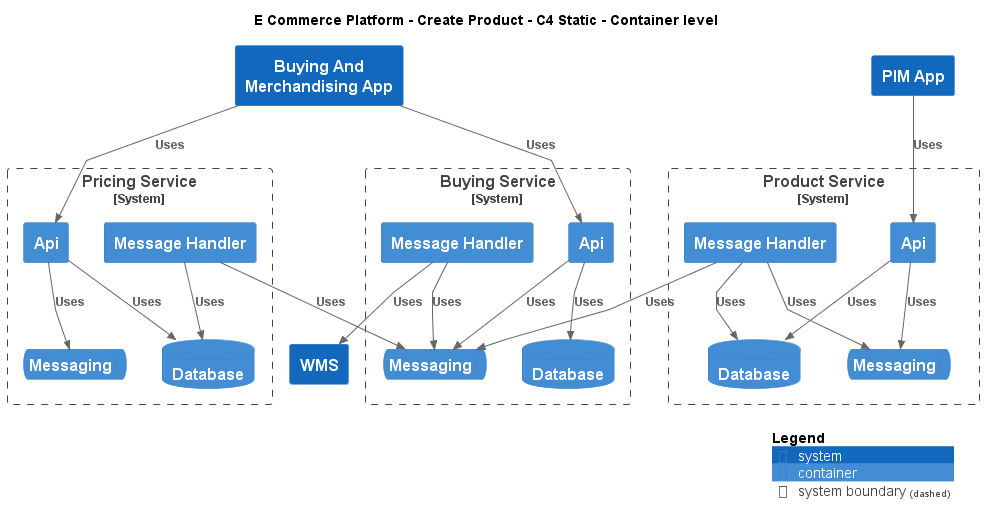 E Commerce Platform - Create Product - C4 Static - Container level
Buying And
Merchandising App
PIM App
Uses
Uses
Uses
Pricing Service
[System]
Buying Service
[System]
Product Service
[System]
Api
Message Handler
Message Handler
Api
Message Handler
Api
Uses
Uses
Uses
Uses
Uses
Uses
Uses
Uses
Uses
Uses
Uses
Uses
Uses
Messaging
Database
WMS
Messaging
Database
Database
Messaging
Legend
system
container
system boundary (dashed)